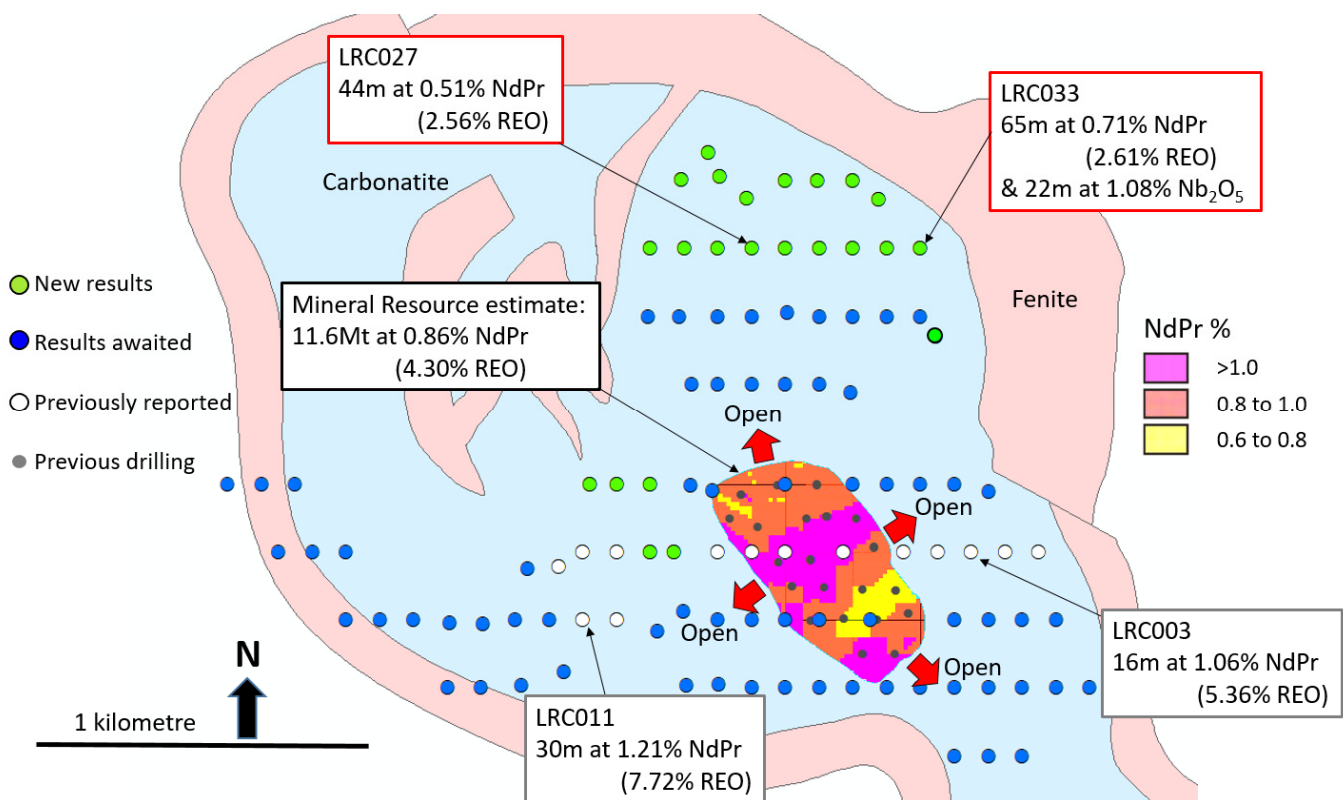 LRC027
44m at 0.51% NdPr
(2.56% REO)
LRC033
65m at 0.71% NdPr
(2.61% REO)
& 22m at 1.08% Nb₂O₅
Carbonatite
Fenite
New results
Results awaited
Previously reported
Previous drilling
Mineral Resource estimate:
11.6Mt at 0.86% NdPr
(4.30% REO)
NdPr %
>1.0
0.8 to 1.0
0.6 to 0.8
Open
Open
Open
Open
N
1 kilometre
LRC003
16m at 1.06% NdPr
(5.36% REO)
LRC011
30m at 1.21% NdPr
(7.72% REO)